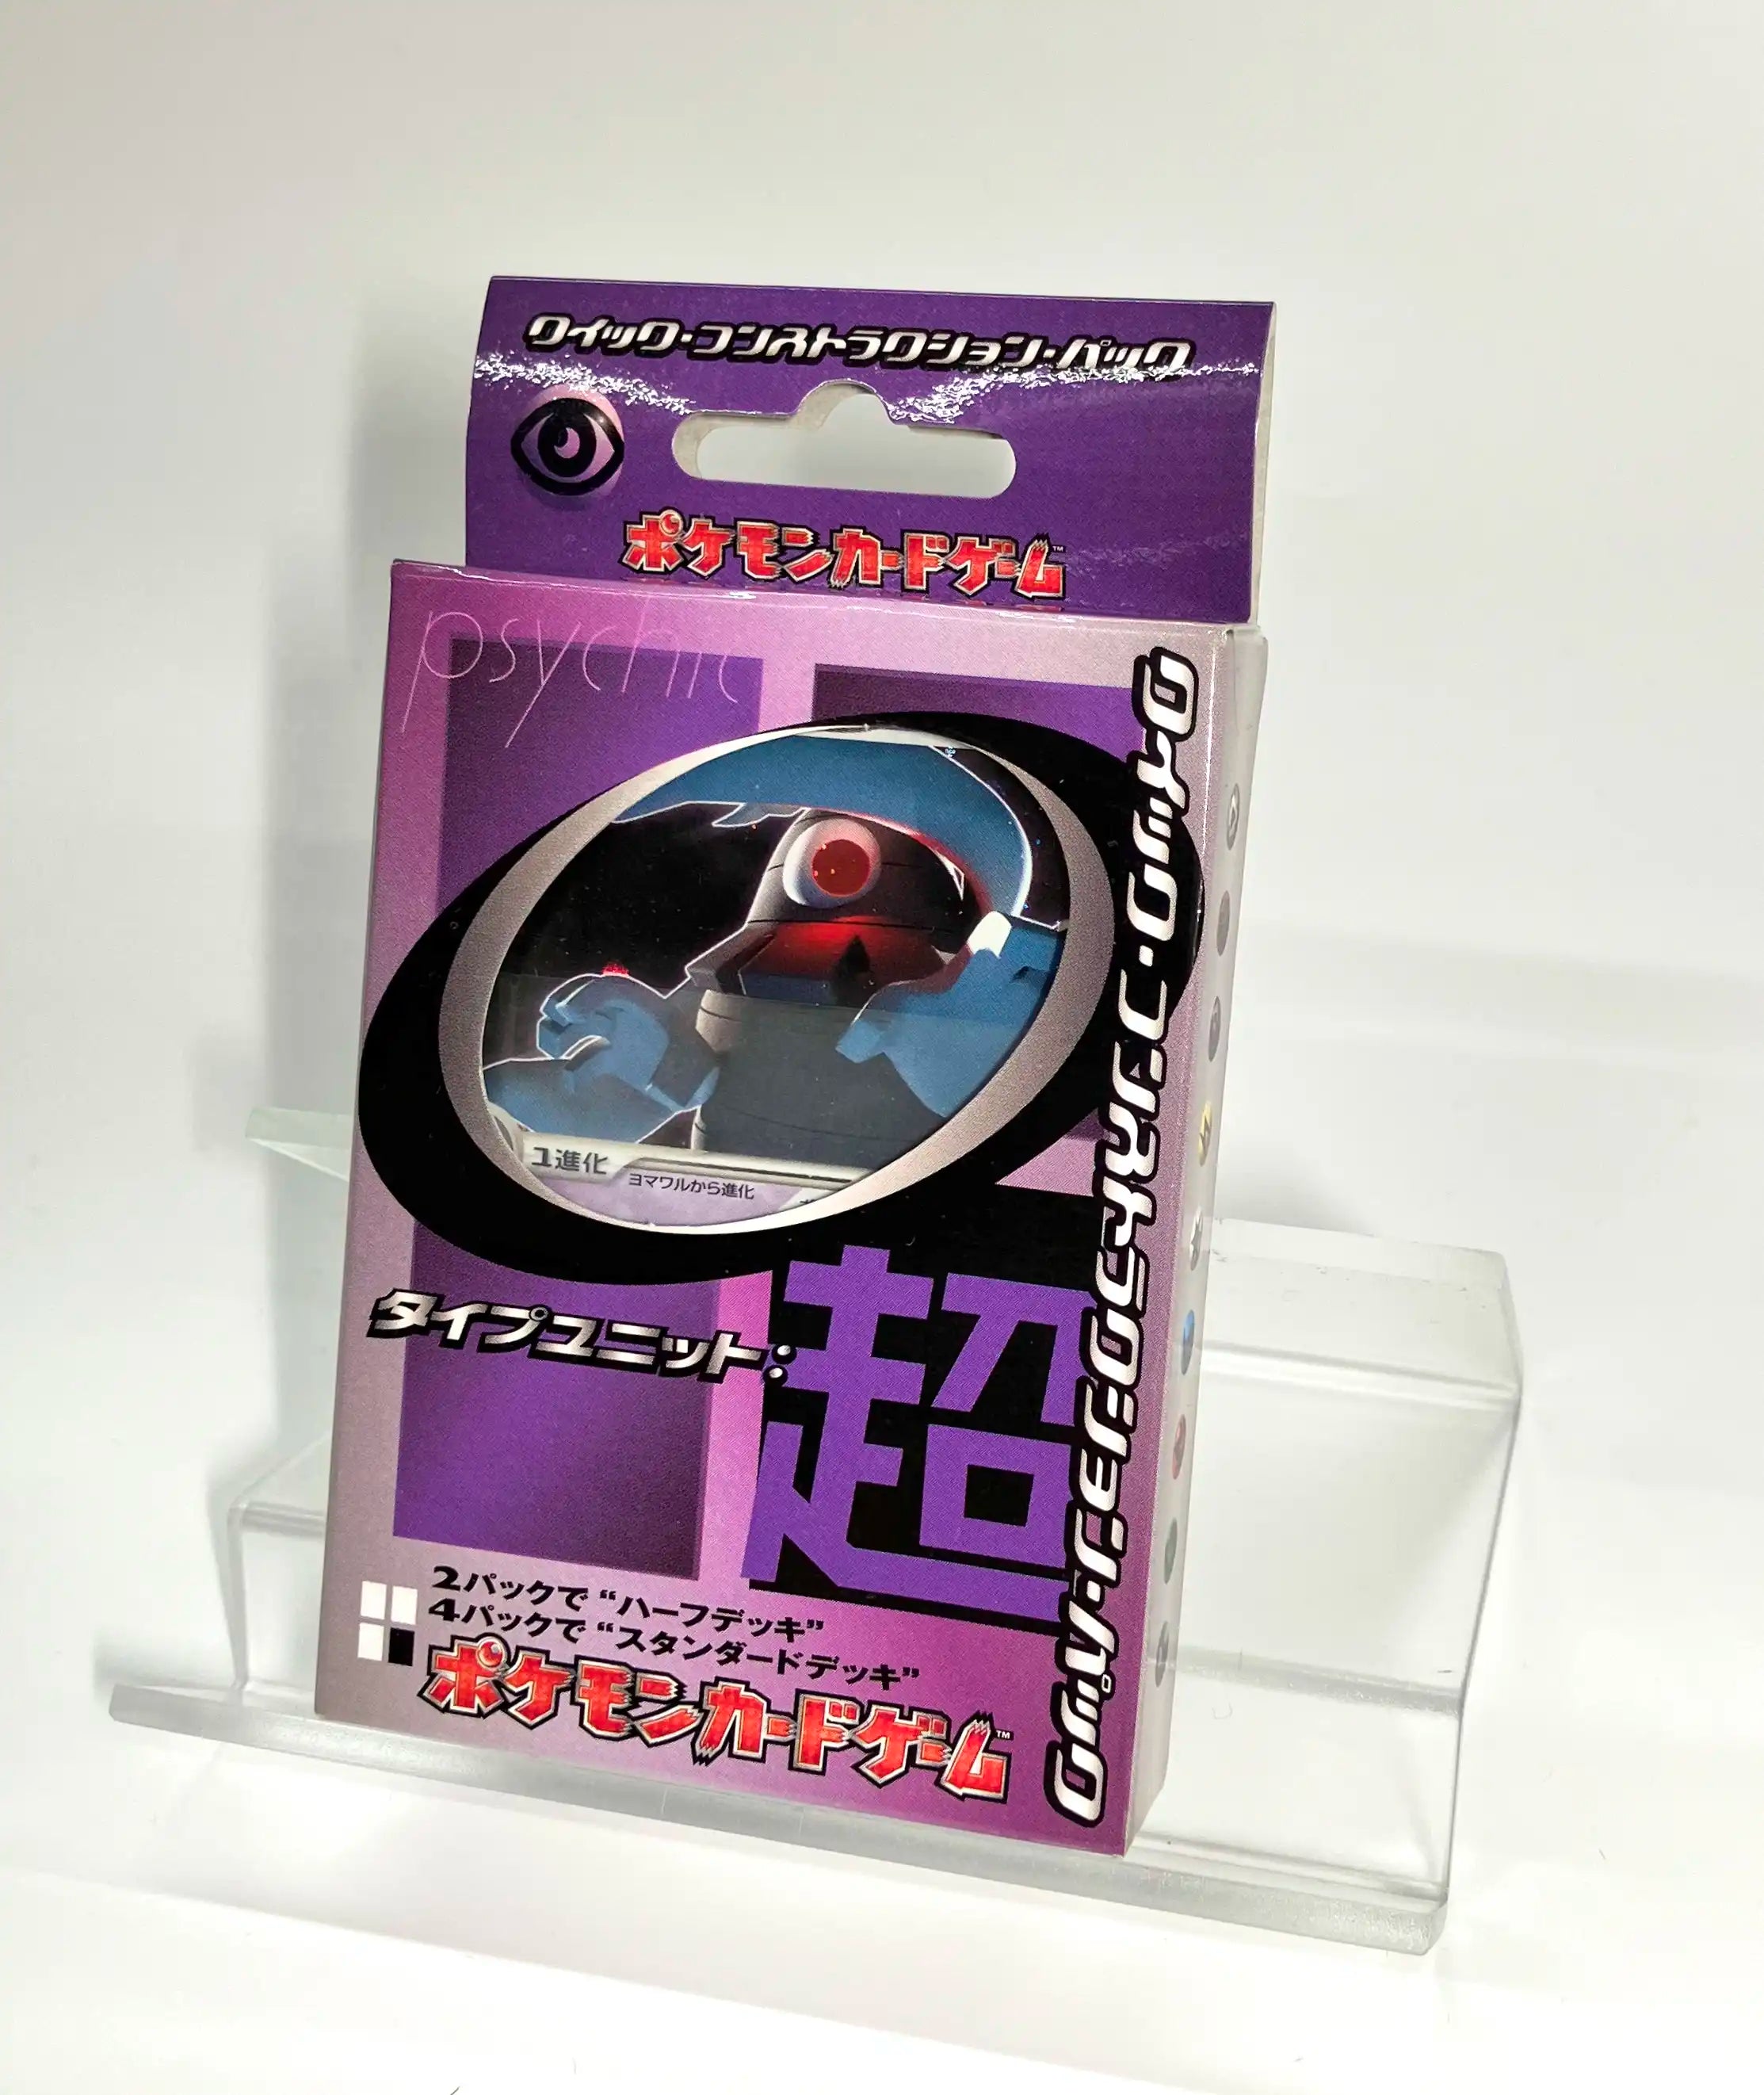 クイック・コンストラクション・パック
ポケモンカードゲーム™
psychic
クイック・コンストラクション・パック
1進化
ヨマワルから進化
タイプユニット:
超
2パックで“ハーフデッキ”
4パックで“スタンダードデッキ”
ポケモンカードゲーム™